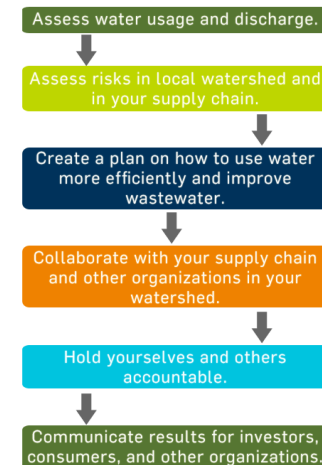 Assess water usage and discharge.
Assess risks in local watershed and
in your supply chain.
Create a plan on how to use water
more efficiently and improve
wastewater.
Collaborate with your supply chain
and other organizations in your
watershed.
Hold yourselves and others
accountable.
Communicate results for investors,
consumers, and other organizations.